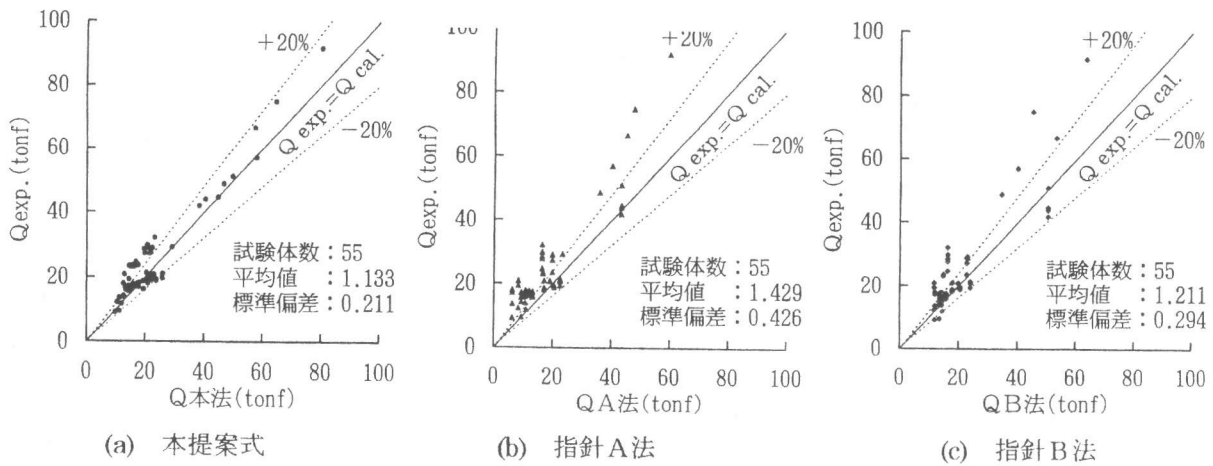 100
80
60
40
20
0
Qexp.(tonf)
+20%
Q exp.=Q cal.
-20%
試験体数:55
平均値 :1.133
標準偏差:0.211
0 20 40 60 80 100
Q本法(tonf)
(a) 本提案式
100
80
60
40
20
0
Qexp.(tonf)
+20%
Q exp.=Q cal.
-20%
試験体数:55
平均値 :1.429
標準偏差:0.426
0 20 40 60 80 100
QA法(tonf)
(b) 指針A法
100
80
60
40
20
0
Qexp.(tonf)
+20%
Q exp.=Q cal.
-20%
試験体数:55
平均値 :1.211
標準偏差:0.294
0 20 40 60 80 100
QB法(tonf)
(c) 指針B法